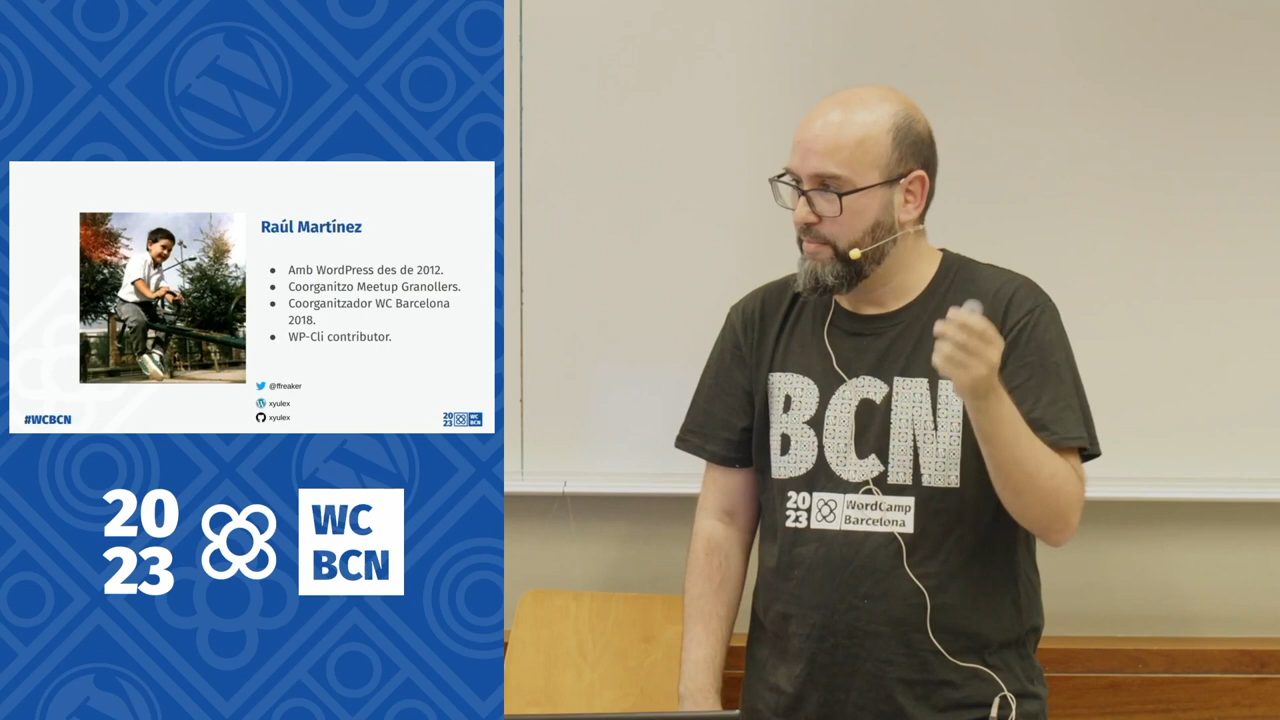 Raúl Martínez
● Amb WordPress des de 2012.
● Coorganitzo Meetup Granollers.
● Coorganitzador WC Barcelona
2018.
● WP-Cli contributor.
@ffreaker
xyulex
xyulex
#WCBCN
20
23
WC
BCN
20
23
WC
BCN
BCN
20
23
WordCamp
Barcelona